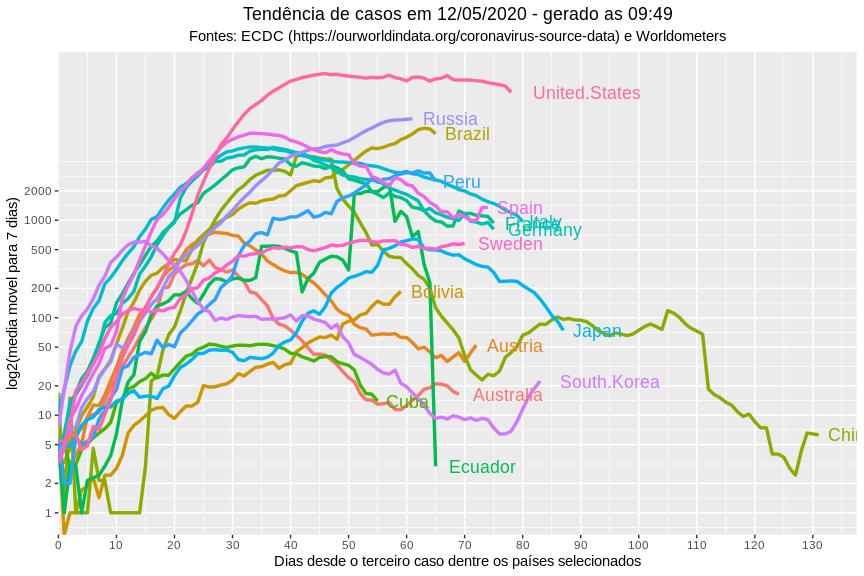 Tendência de casos em 12/05/2020 - gerado as 09:49
Fontes: ECDC (https://ourworldindata.org/coronavirus-source-data) e Worldometers
log2(media movel para 7 dias)
2000
1000
500
200
100
50
20
10
5
2
1
United.States
Russia
Brazil
Peru
Spain
Italy
Germany
Sweden
Bolivia
Japan
Austria
South.Korea
Australia
Cuba
Chin
Ecuador
0 10 20 30 40 50 60 70 80 90 100 110 120 130
Dias desde o terceiro caso dentre os países selecionados